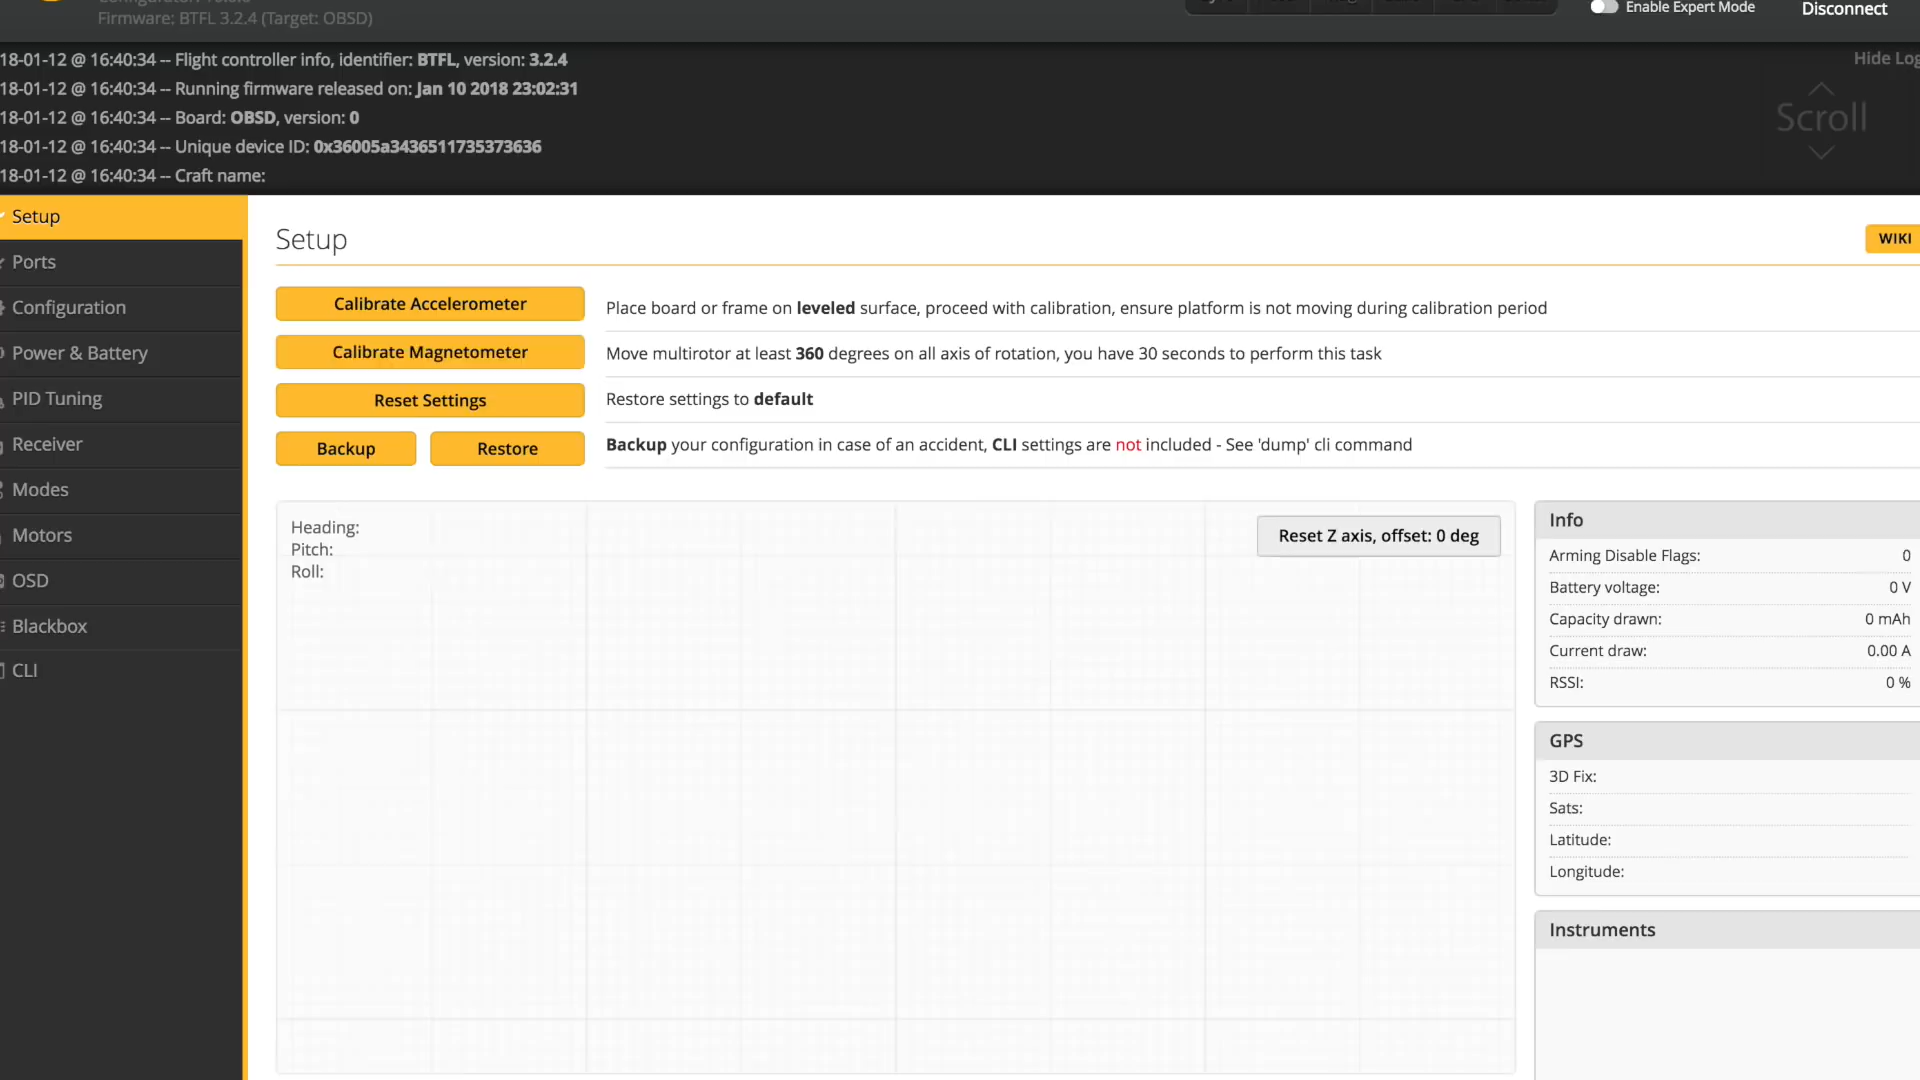 Firmware: BTFL 3.2.4 (Target: OBSD)
Enable Expert Mode
Disconnect
18-01-12 @ 16:40:34 -- Flight controller info, identifier: BTFL, version: 3.2.4
Hide Log
18-01-12 @ 16:40:34 -- Running firmware released on: Jan 10 2018 23:02:31
18-01-12 @ 16:40:34 -- Board: OBSD, version: 0
Scroll
18-01-12 @ 16:40:34 -- Unique device ID: 0x36005a3436511735373636
18-01-12 @ 16:40:34 -- Craft name:
Setup
Ports
Configuration
Power & Battery
PID Tuning
Receiver
Modes
Motors
OSD
Blackbox
CLI
Setup
WIKI
Calibrate Accelerometer
Place board or frame on leveled surface, proceed with calibration, ensure platform is not moving during calibration period
Calibrate Magnetometer
Move multirotor at least 360 degrees on all axis of rotation, you have 30 seconds to perform this task
Reset Settings
Restore settings to default
Backup
Restore
Backup your configuration in case of an accident, CLI settings are not included - See 'dump' cli command
Heading:
Pitch:
Roll:
Reset Z axis, offset: 0 deg
Info
Arming Disable Flags: 0
Battery voltage: 0 V
Capacity drawn: 0 mAh
Current draw: 0.00 A
RSSI: 0 %
GPS
3D Fix:
Sats:
Latitude:
Longitude:
Instruments